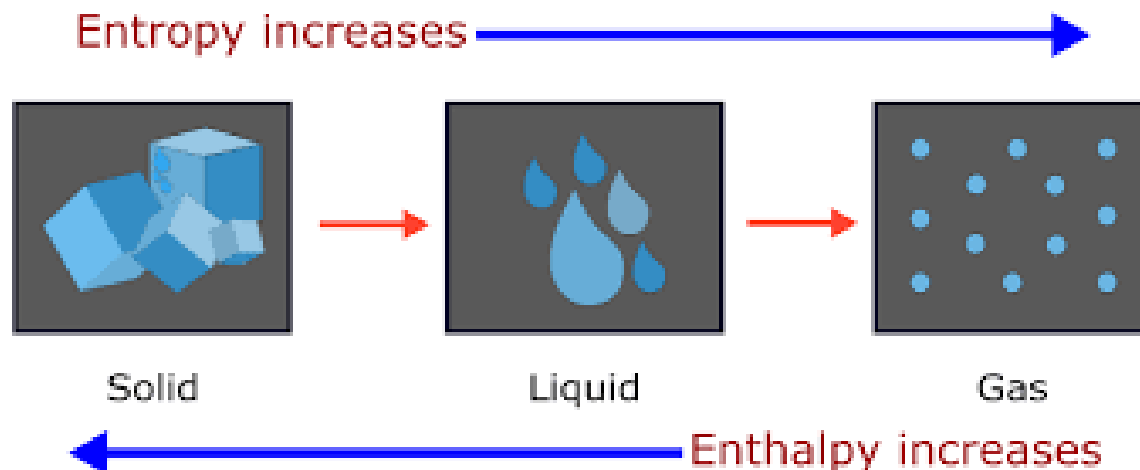 Entropy increases
Solid
Liquid
Gas
Enthalpy increases